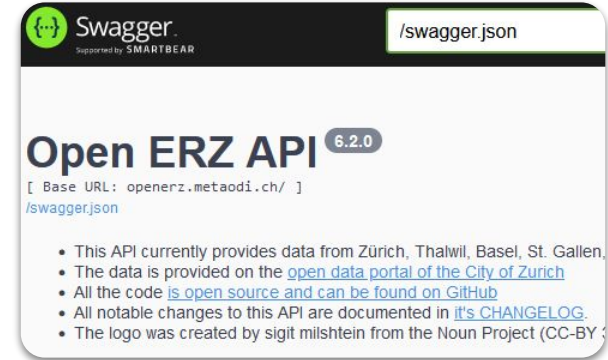 Swagger.
Supported by SMARTBEAR
/swagger.json
Open ERZ API 6.2.0
[ Base URL: openerz.metaodi.ch/ ]
/swagger.json
This API currently provides data from Zürich, Thalwil, Basel, St. Gallen,
The data is provided on the open data portal of the City of Zurich
All the code is open source and can be found on GitHub
All notable changes to this API are documented in it's CHANGELOG.
The logo was created by sigit milshtein from the Noun Project (CC-BY